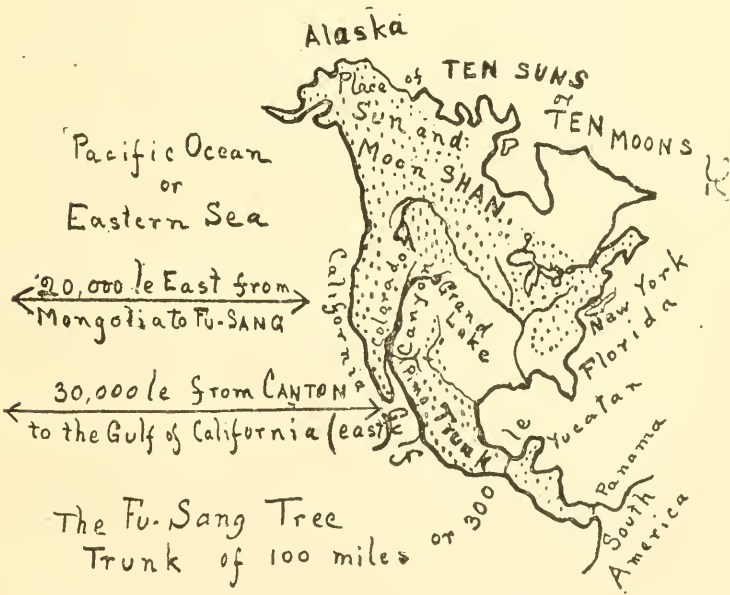 Alaska
Place of TEN SUNS
or
TEN MOONS
Sun and
Moon SHAN.
Pacific Ocean
or
Eastern Sea
20,000 le East from
Mongolia to FU-SANG
California
Colorado
Canyon
Grand
Lake
New York
Florida
30,000 le from CANTON
to the Gulf of California (east)
Gulf
Trunk
le
Yucatan
Panama
South
America
The Fu-Sang Tree
Trunk of 100 miles or 300